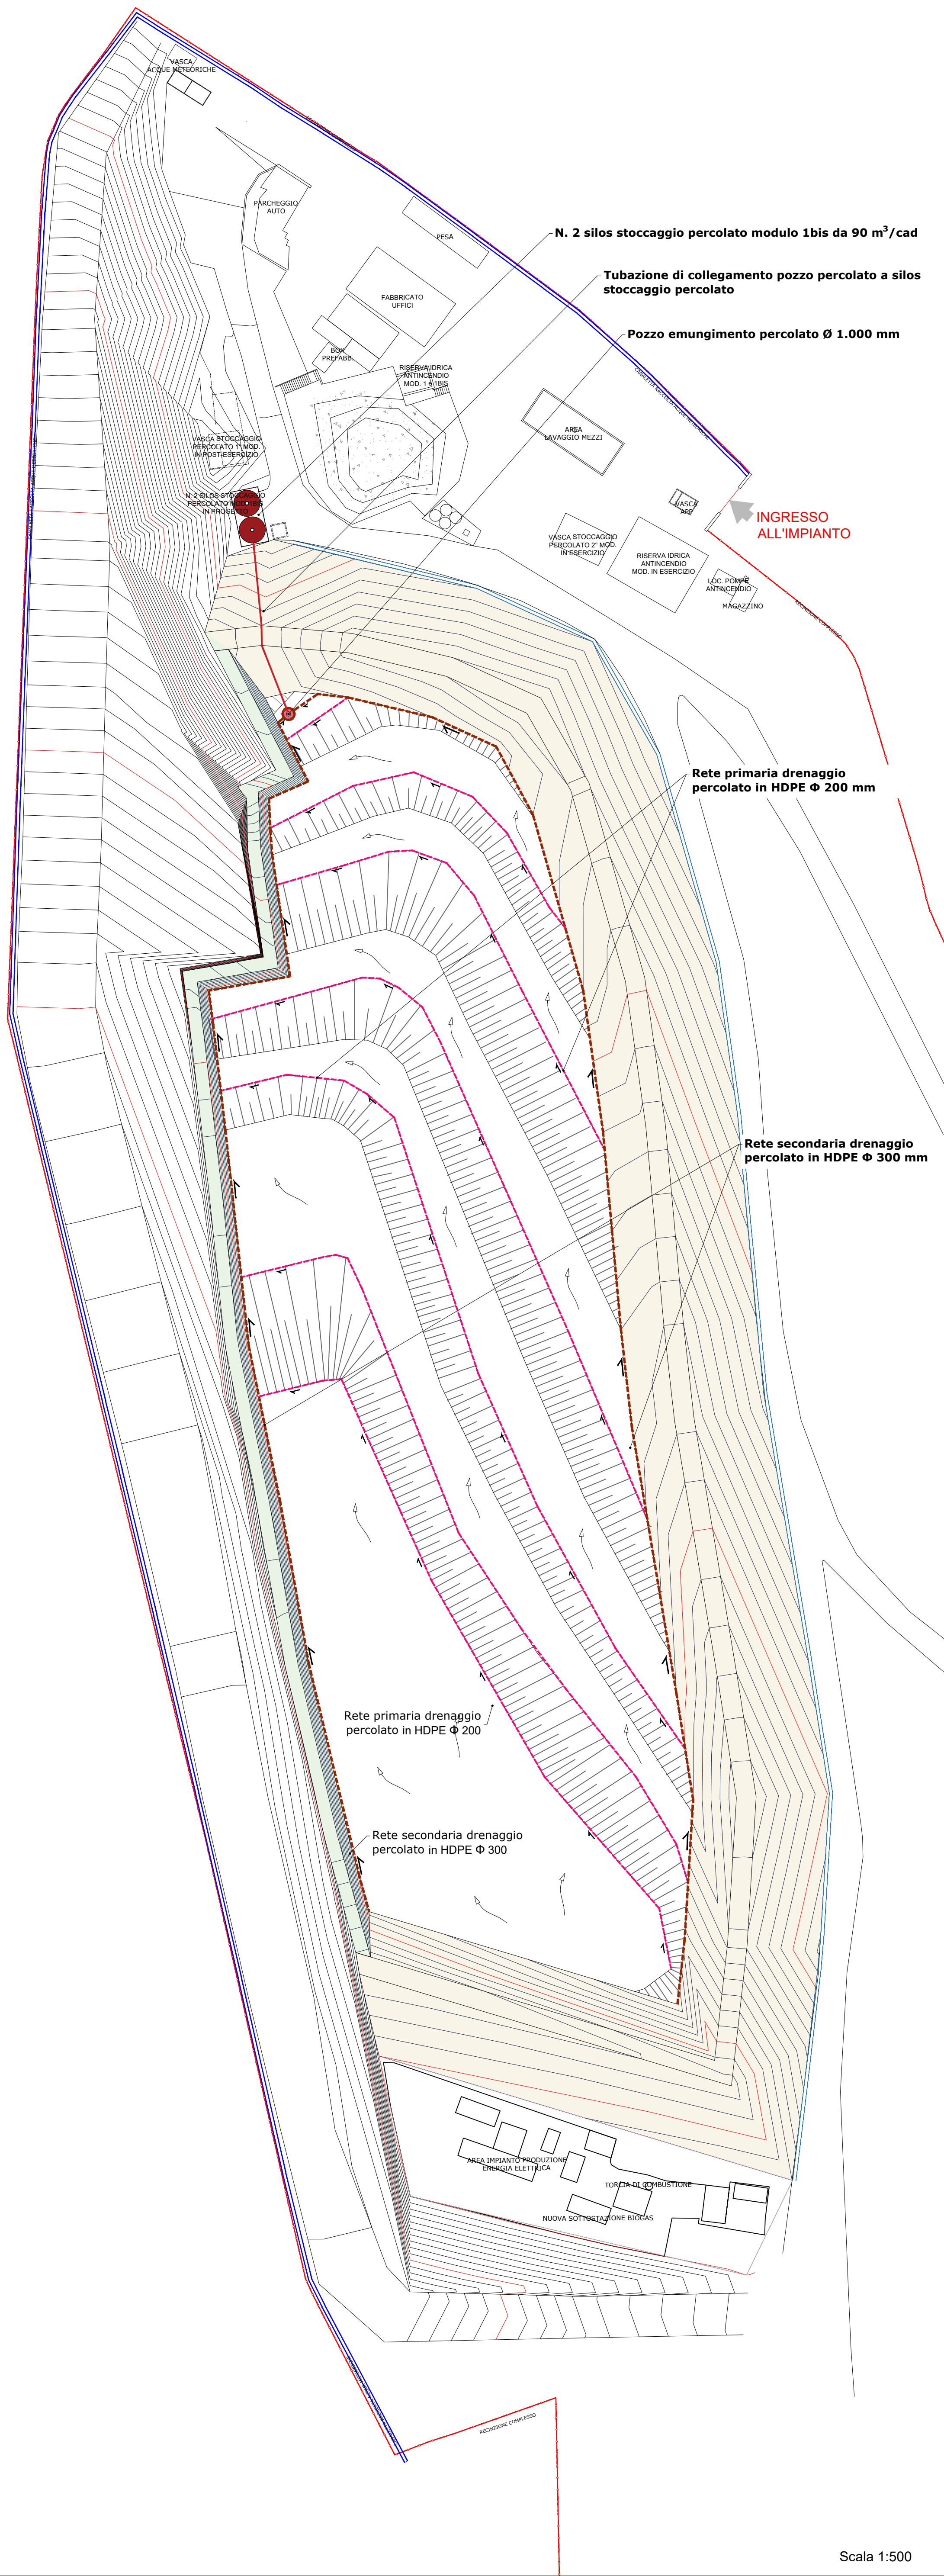 VASCA
ACQUE METEORICHE
PARCHEGGIO
AUTO
PESA
N. 2 silos stoccaggio percolato modulo 1bis da 90 m³/cad
Tubazione di collegamento pozzo percolato a silos
stoccaggio percolato
FABBRICATO
UFFICI
Pozzo emungimento percolato Ø 1.000 mm
BOX
PREFABB.
RISERVA IDRICA
ANTINCENDIO
MOD. 1 e 1BIS
AREA
LAVAGGIO MEZZI
VASCA STOCCAGGIO
PERCOLATO 1° MOD.
IN POST-ESERCIZIO
N. 2 SILOS STOCCAGGIO
PERCOLATO MOD. 1BIS
IN PROGETTO
VASCA
INGRESSO
ALL'IMPIANTO
VASCA STOCCAGGIO
PERCOLATO 2° MOD.
IN ESERCIZIO
RISERVA IDRICA
ANTINCENDIO
MOD. IN ESERCIZIO
LOC. POMPE
ANTINCENDIO
MAGAZZINO
RECINZIONE COMPLESSO
Rete primaria drenaggio
percolato in HDPE Φ 200 mm
Rete secondaria drenaggio
percolato in HDPE Φ 300 mm
Rete primaria drenaggio
percolato in HDPE Φ 200
Rete secondaria drenaggio
percolato in HDPE Φ 300
AREA IMPIANTO PRODUZIONE
ENERGIA ELETTRICA
TORCIA DI COMBUSTIONE
NUOVA SOTTOSTAZIONE BIOGAS
RECINZIONE COMPLESSO
Scala 1:500